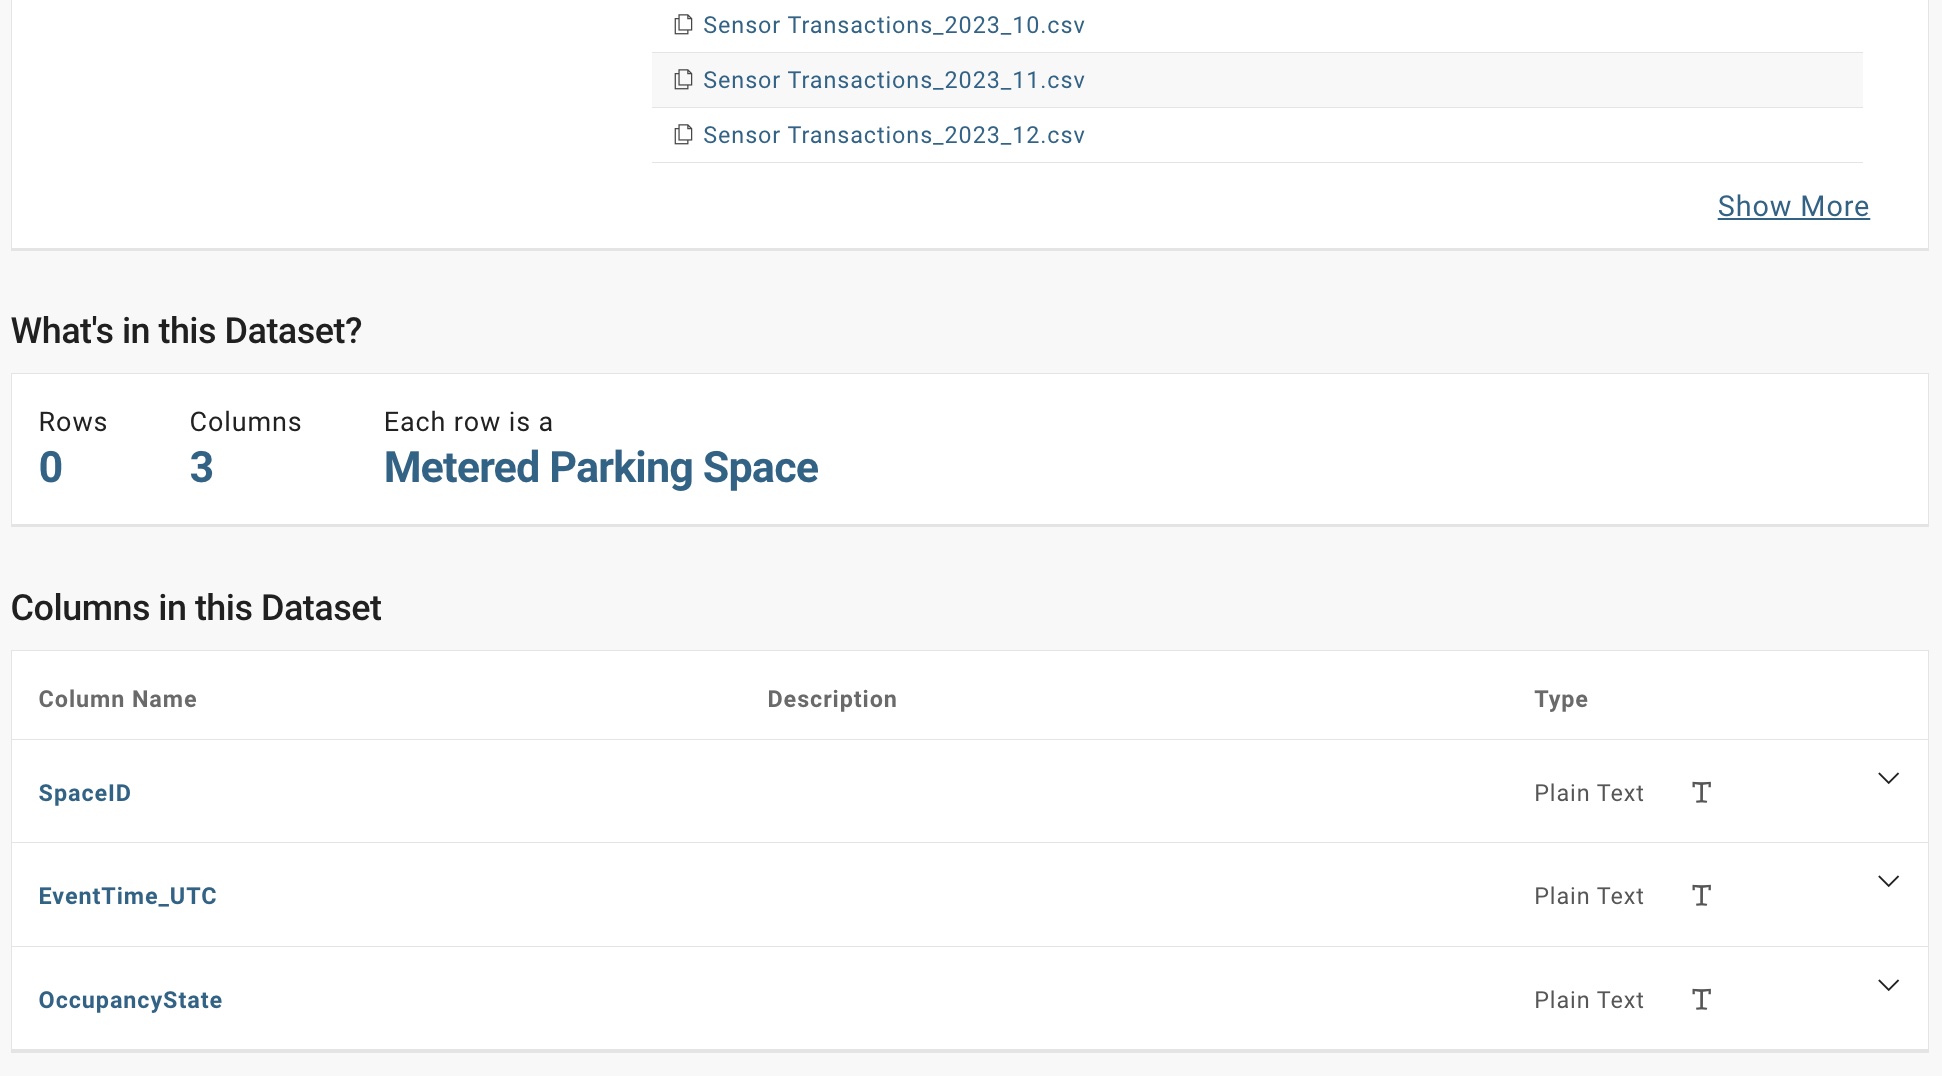 Sensor Transactions_2023_10.csv
Sensor Transactions_2023_11.csv
Sensor Transactions_2023_12.csv
Show More
What's in this Dataset?
Rows Columns Each row is a
0 3 Metered Parking Space
Columns in this Dataset
Column Name Description Type
SpaceID Plain Text
EventTime_UTC Plain Text
OccupancyState Plain Text